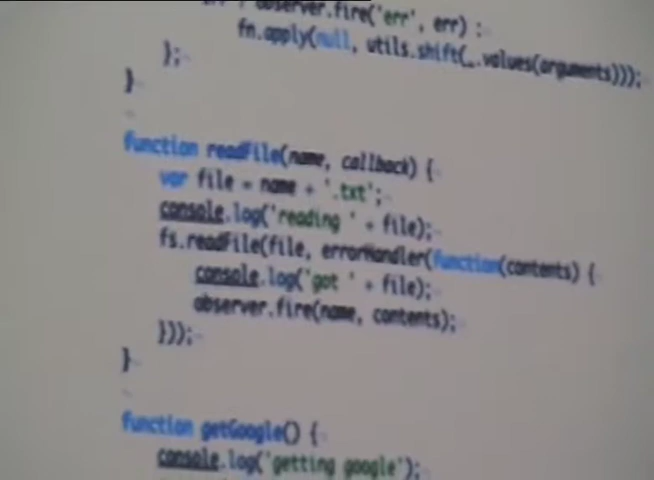 observer.fire('err', err) :
fn.apply(null, utils.shift(_.values(arguments)));
};
}
function readFile(name, callback) {
var file = name + '.txt';
console.log('reading ' + file);
fs.readFile(file, errorHandler(function(contents) {
console.log('got ' + file);
observer.fire(name, contents);
}));
}
function getGoogle() {
console.log('getting google');